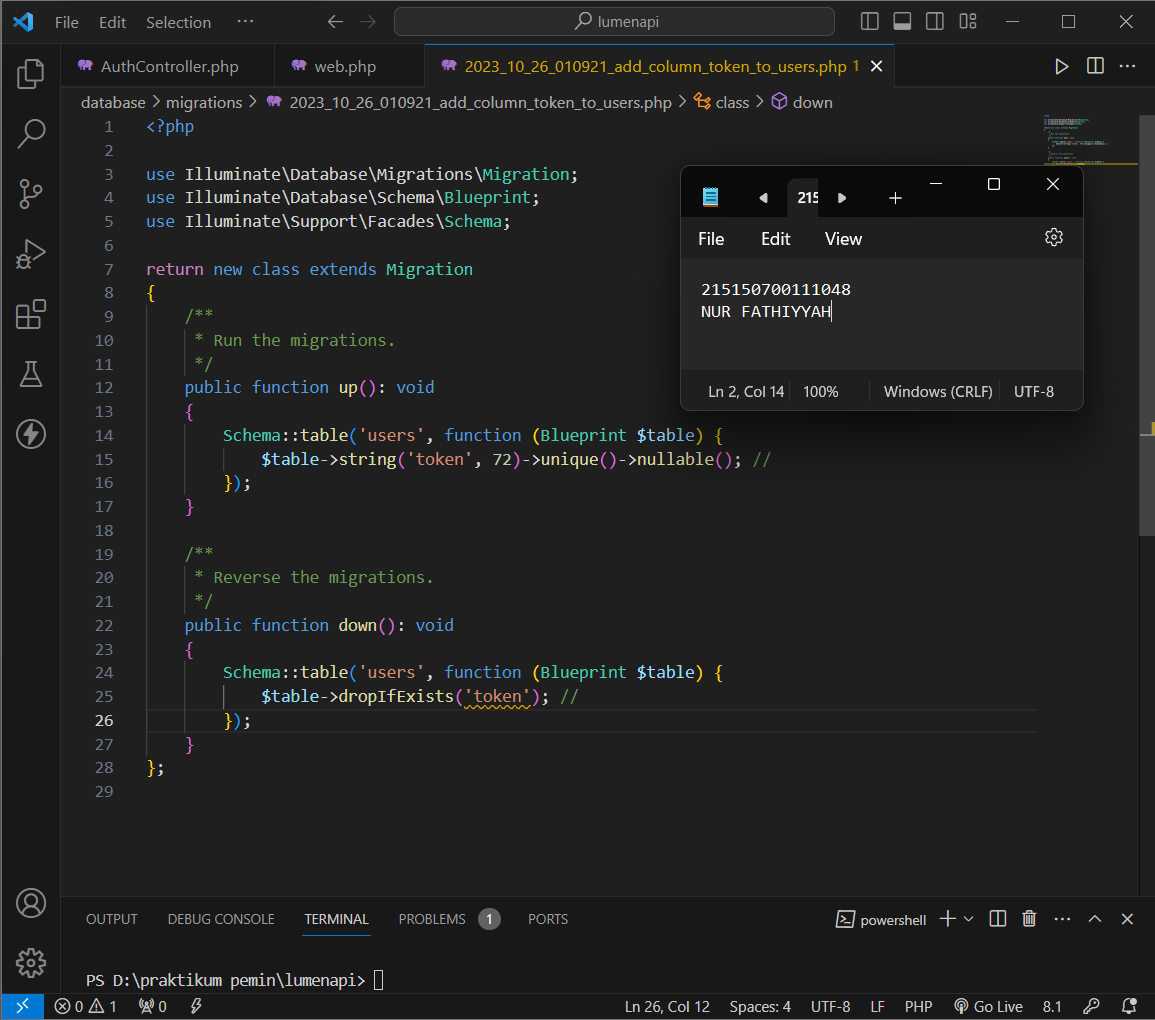 File Edit Selection ··· lumenapi
AuthController.php web.php 2023_10_26_010921_add_column_token_to_users.php 1
database > migrations > 2023_10_26_010921_add_column_token_to_users.php > class > down
1 <?php
2
3 use Illuminate\Database\Migrations\Migration;
4 use Illuminate\Database\Schema\Blueprint;
5 use Illuminate\Support\Facades\Schema;
6
7 return new class extends Migration
8 {
9 /**
10 * Run the migrations.
11 */
12 public function up(): void
13 {
14 Schema::table('users', function (Blueprint $table) {
15 $table->string('token', 72)->unique()->nullable(); //
16 });
17 }
18
19 /**
20 * Reverse the migrations.
21 */
22 public function down(): void
23 {
24 Schema::table('users', function (Blueprint $table) {
25 $table->dropIfExists('token'); //
26 });
27 }
28 };
29
215
File Edit View
215150700111048
NUR FATHIYYAH
Ln 2, Col 14 100% Windows (CRLF) UTF-8
OUTPUT DEBUG CONSOLE TERMINAL PROBLEMS 1 PORTS powershell
PS D:\praktikum pemin\lumenapi>
0 1 0 Ln 26, Col 12 Spaces: 4 UTF-8 LF PHP Go Live 8.1